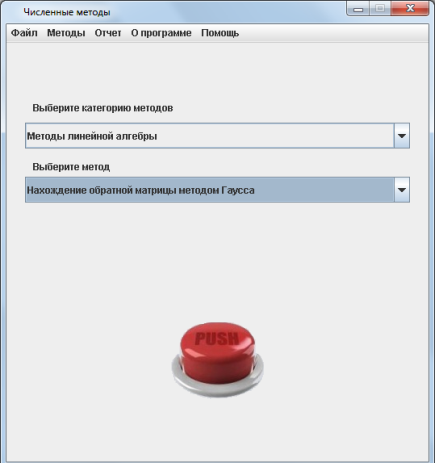 Численные методы
Файл Методы Отчет О программе Помощь
Выберите категорию методов
Методы линейной алгебры
Выберите метод
Нахождение обратной матрицы методом Гаусса
PUSH